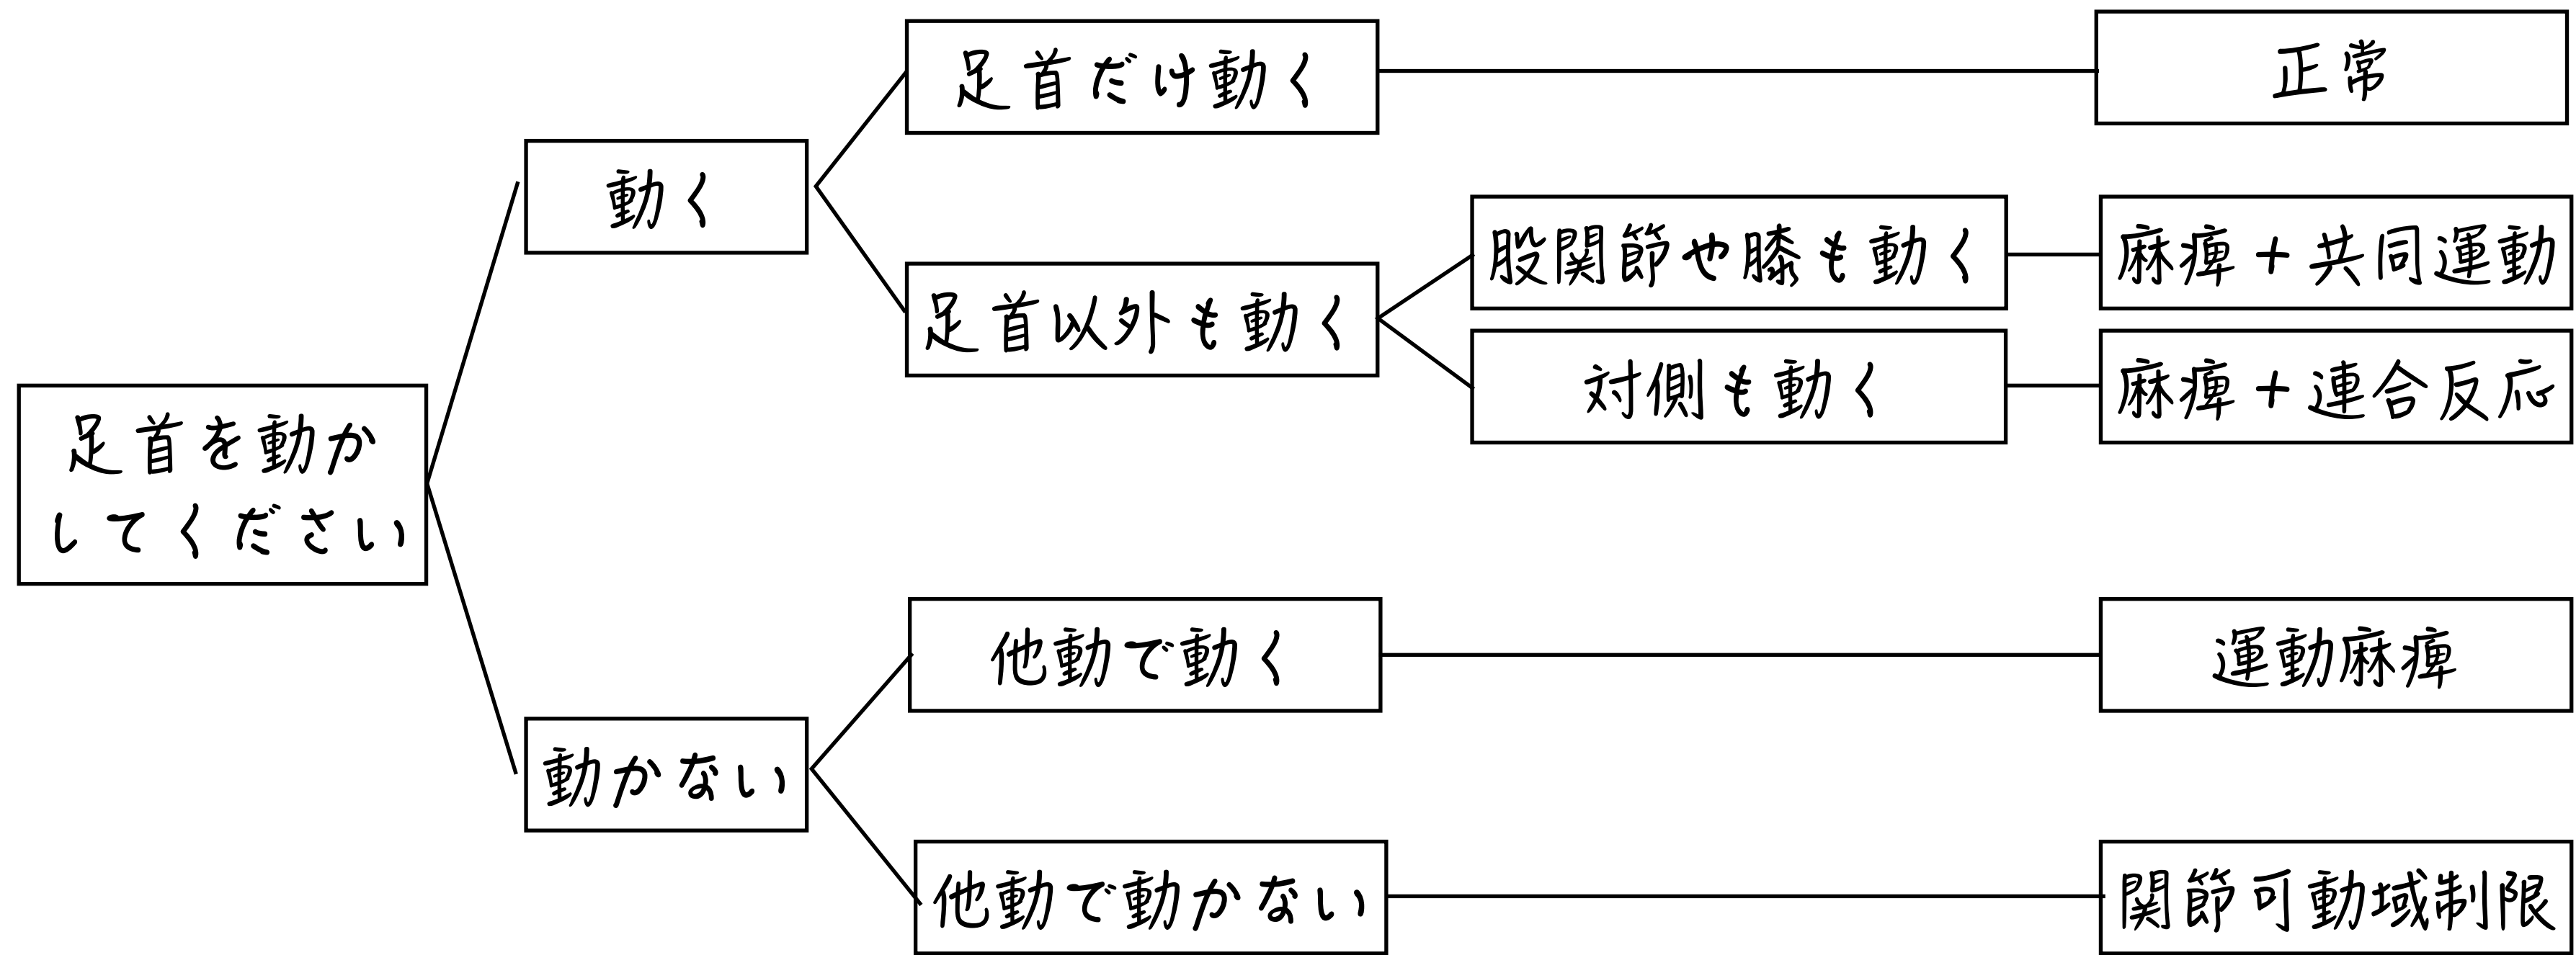 足首を動か
してください
動く
足首だけ動く
正常
足首以外も動く
股関節や膝も動く
麻痺+共同運動
対側も動く
麻痺+連合反応
動かない
他動で動く
運動麻痺
他動で動かない
関節可動域制限